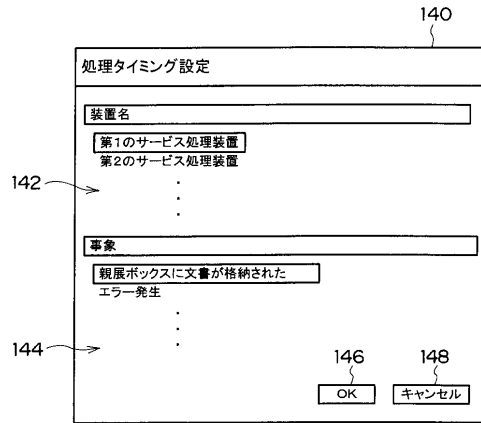 140
処理タイミング設定
装置名
第1のサービス処理装置
第2のサービス処理装置
142
事象
親展ボックスに文書が格納された
エラー発生
144
146
148
OK
キャンセル